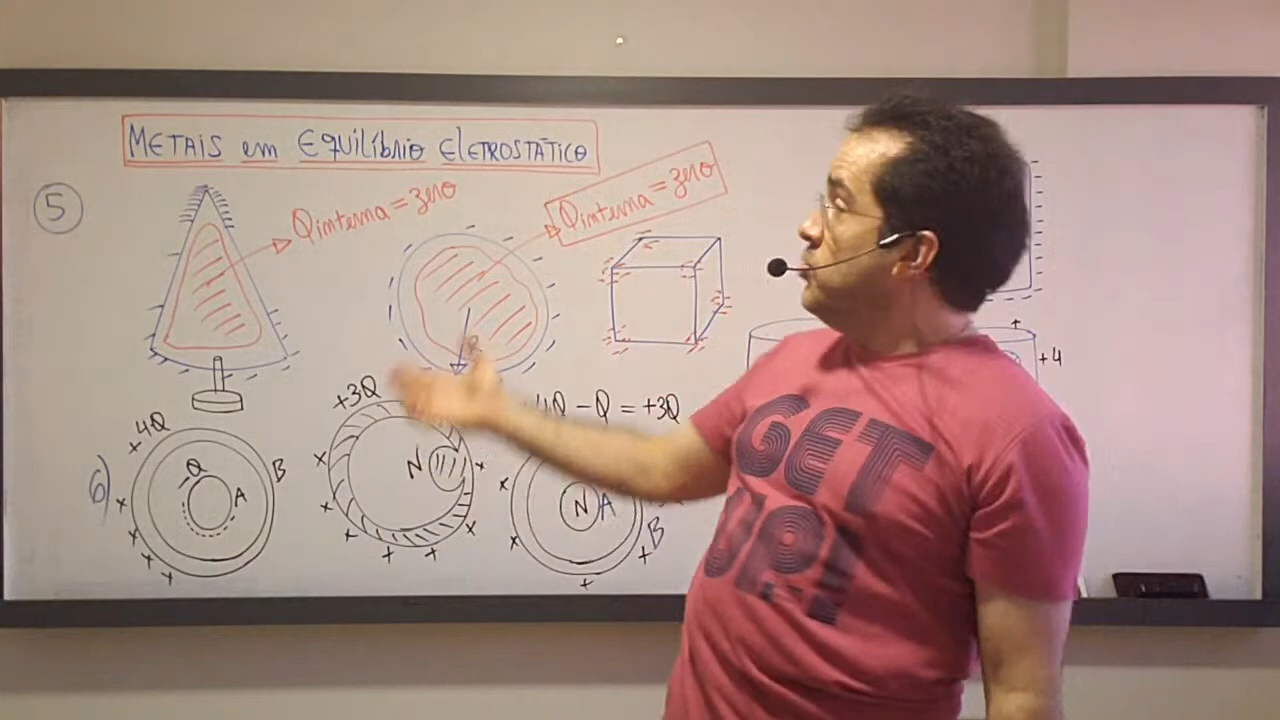 METAIS em EquilíbRio ElETROSTÁTICO
5
Qinterna = zero
Qinterna = zero
R
+
+4
+3Q
4Q - Q = +3Q
+4Q
6)
-Q
A
B
N
N
A
B
GET
UP!